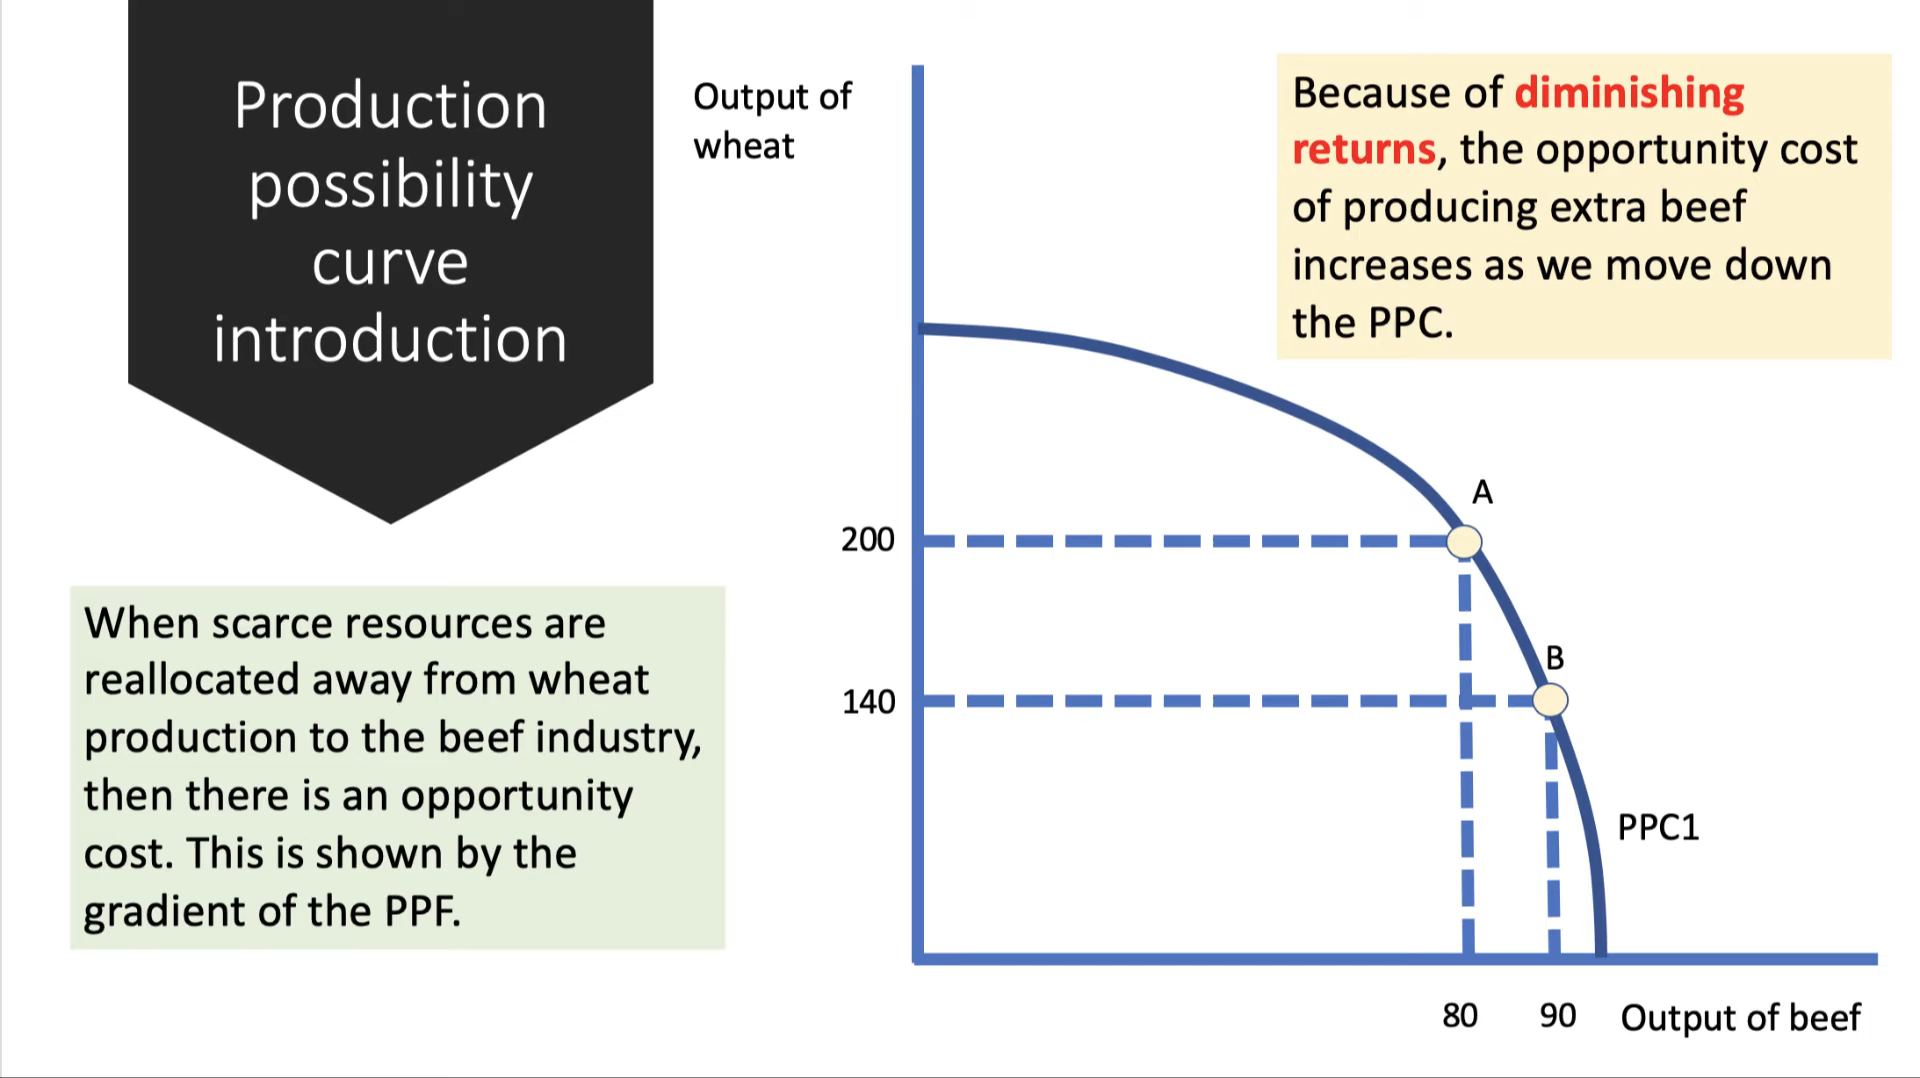 Production
possibility
curve
introduction
When scarce resources are
reallocated away from wheat
production to the beef industry,
then there is an opportunity
cost. This is shown by the
gradient of the PPF.
Output of
wheat
Because of diminishing
returns, the opportunity cost
of producing extra beef
increases as we move down
the PPC.
A
200
B
140
PPC1
80
90
Output of beef